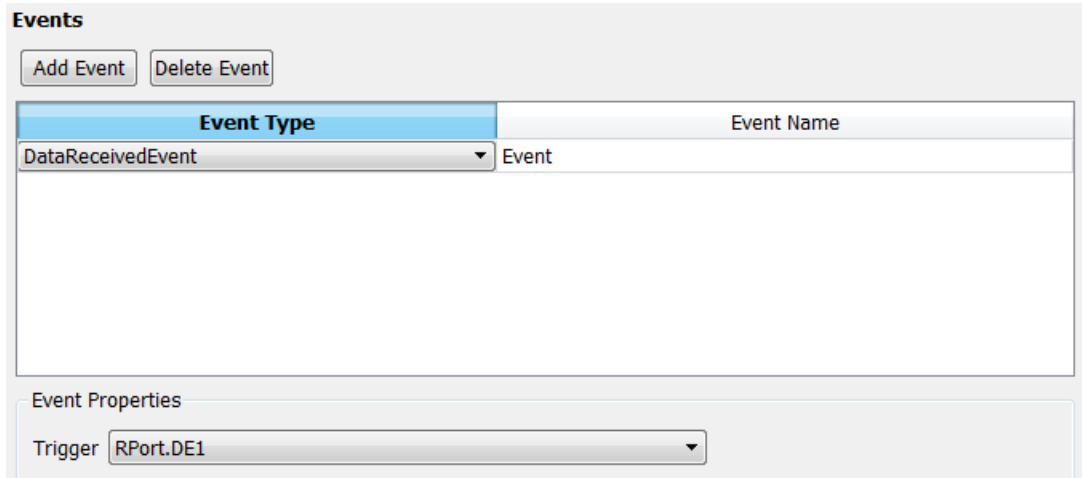 Events
Add Event Delete Event
Event Type Event Name
DataReceivedEvent Event
Event Properties
Trigger RPort.DE1